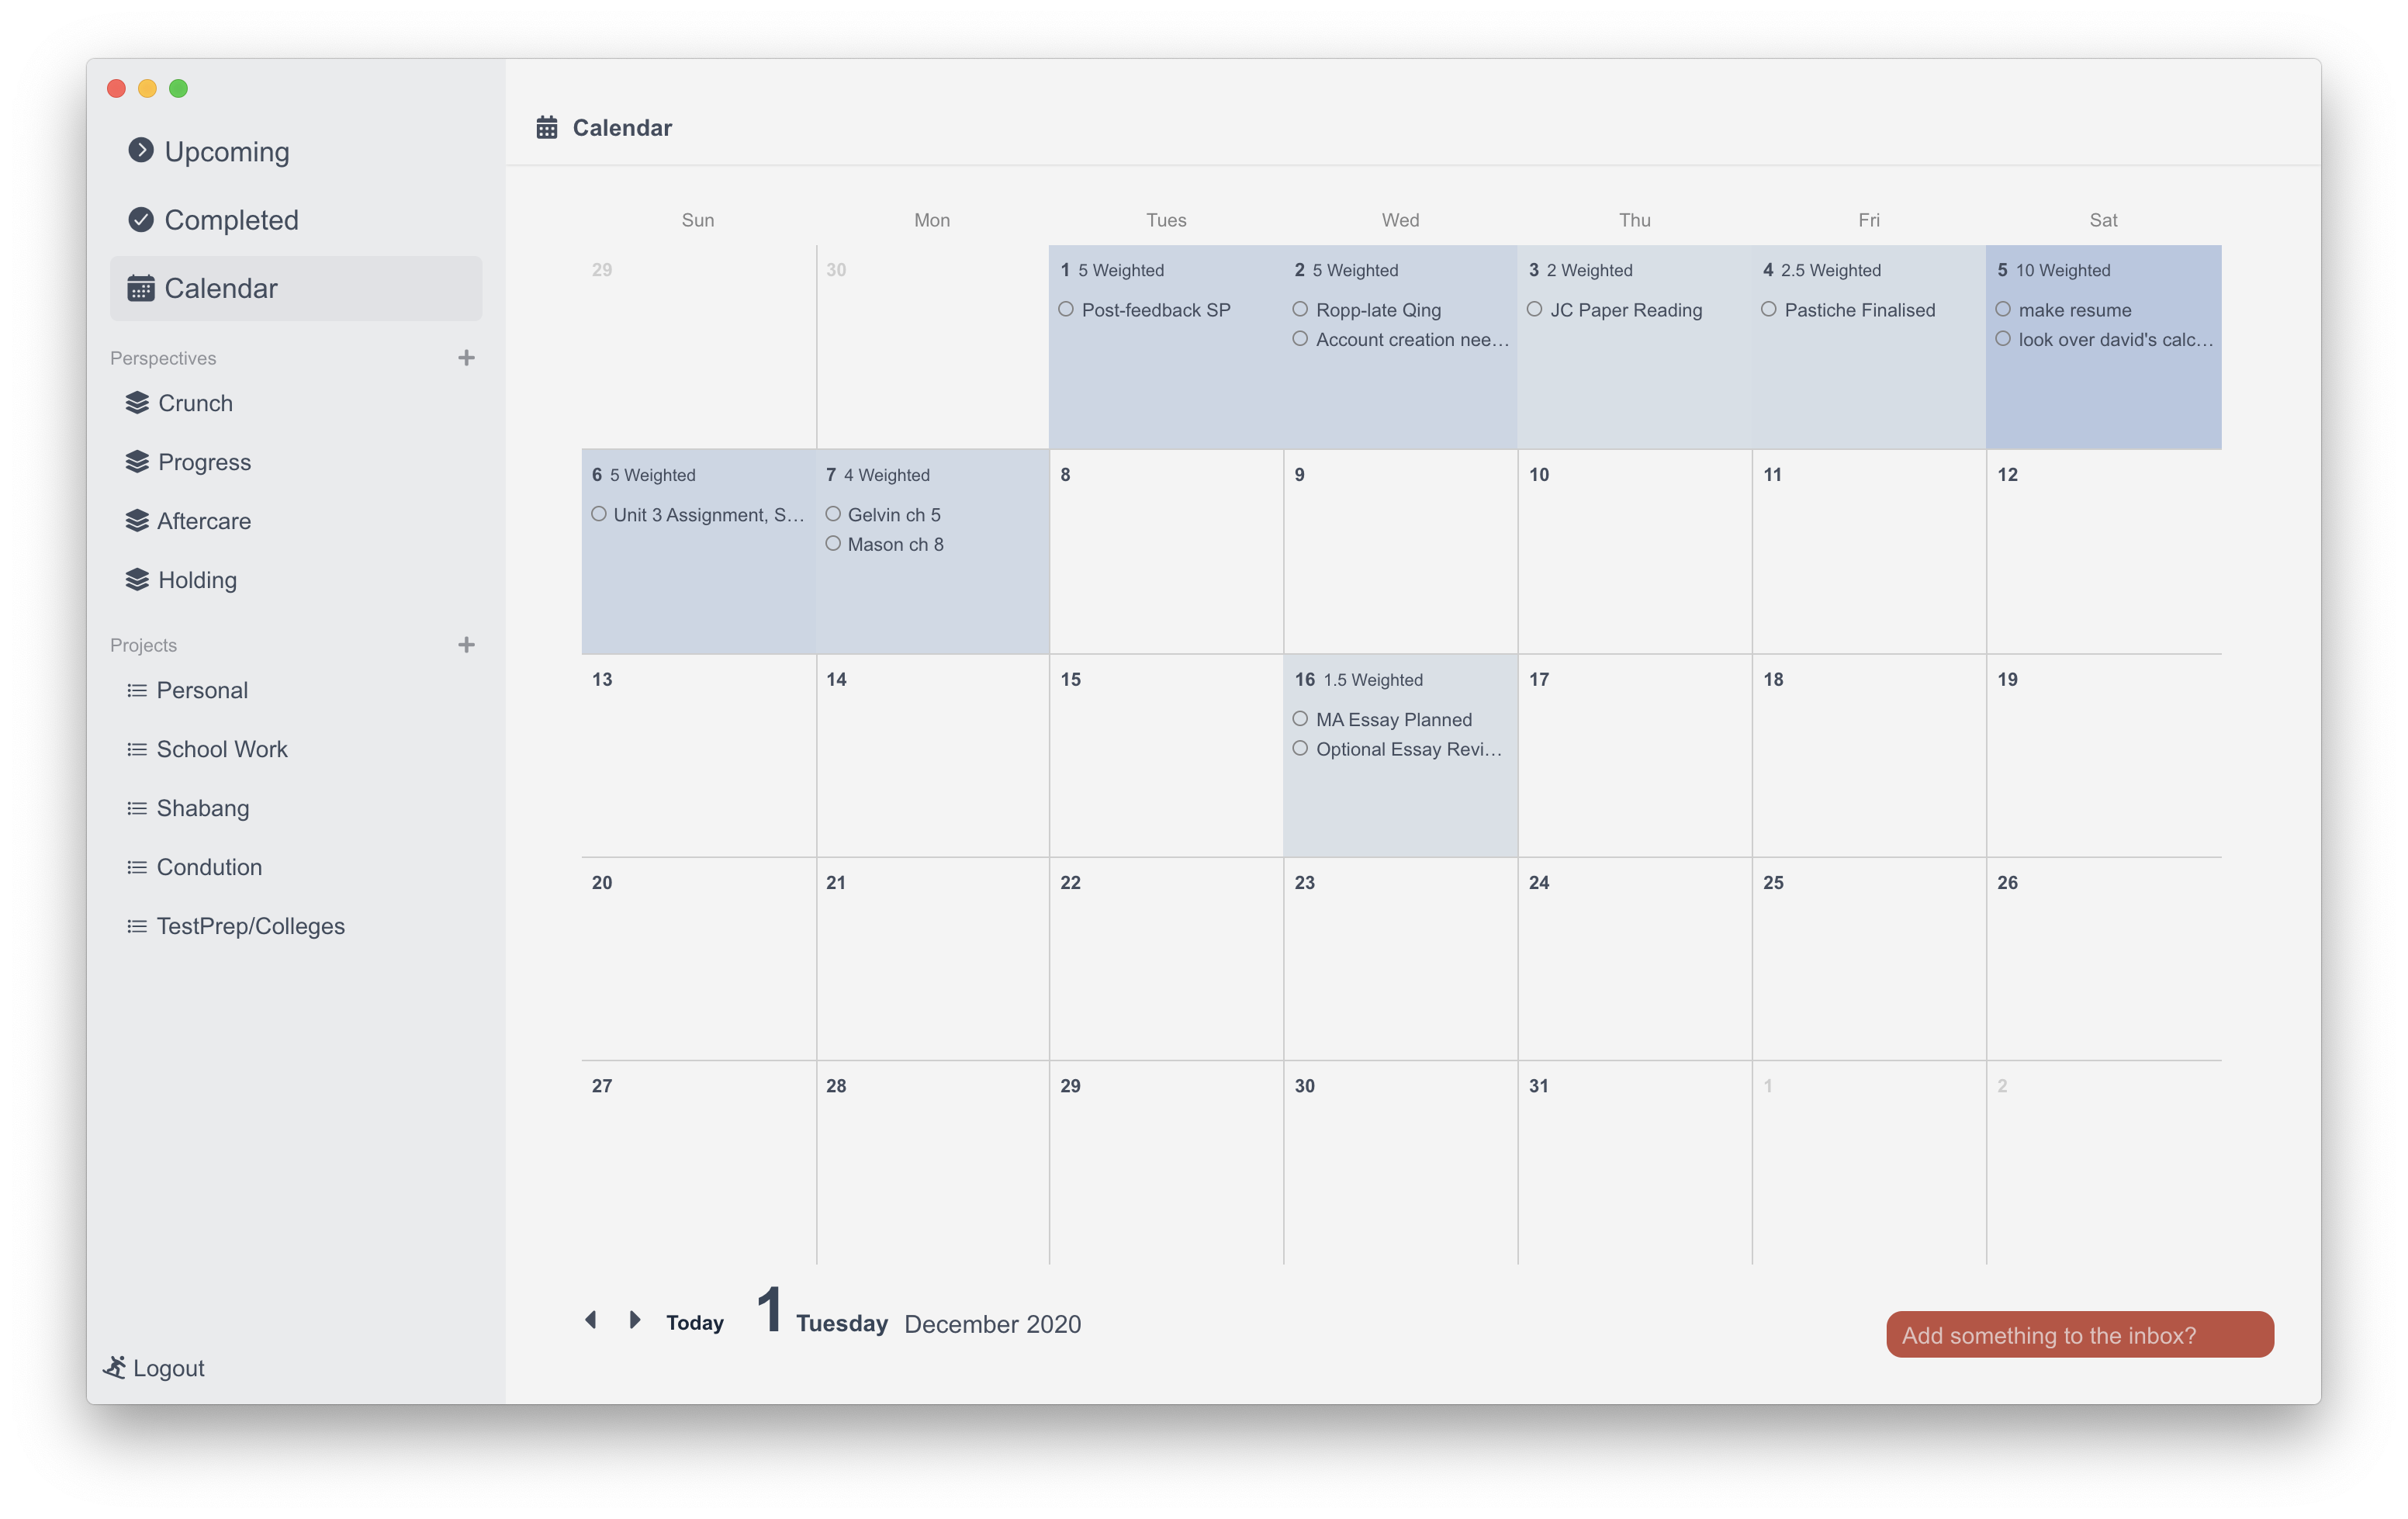 Upcoming
Completed
Calendar
Perspectives
Crunch
Progress
Aftercare
Holding
Projects
Personal
School Work
Shabang
Condution
TestPrep/Colleges
Logout
Calendar
Sun Mon Tues Wed Thu Fri Sat
29
30
1 5 Weighted
Post-feedback SP
2 5 Weighted
Ropp-late Qing
Account creation nee…
3 2 Weighted
JC Paper Reading
4 2.5 Weighted
Pastiche Finalised
5 10 Weighted
make resume
look over david's calc…
6 5 Weighted
Unit 3 Assignment, S…
7 4 Weighted
Gelvin ch 5
Mason ch 8
8
9
10
11
12
13
14
15
16 1.5 Weighted
MA Essay Planned
Optional Essay Revi…
17
18
19
20
21
22
23
24
25
26
27
28
29
30
31
1
2
Today 1 Tuesday December 2020
Add something to the inbox?